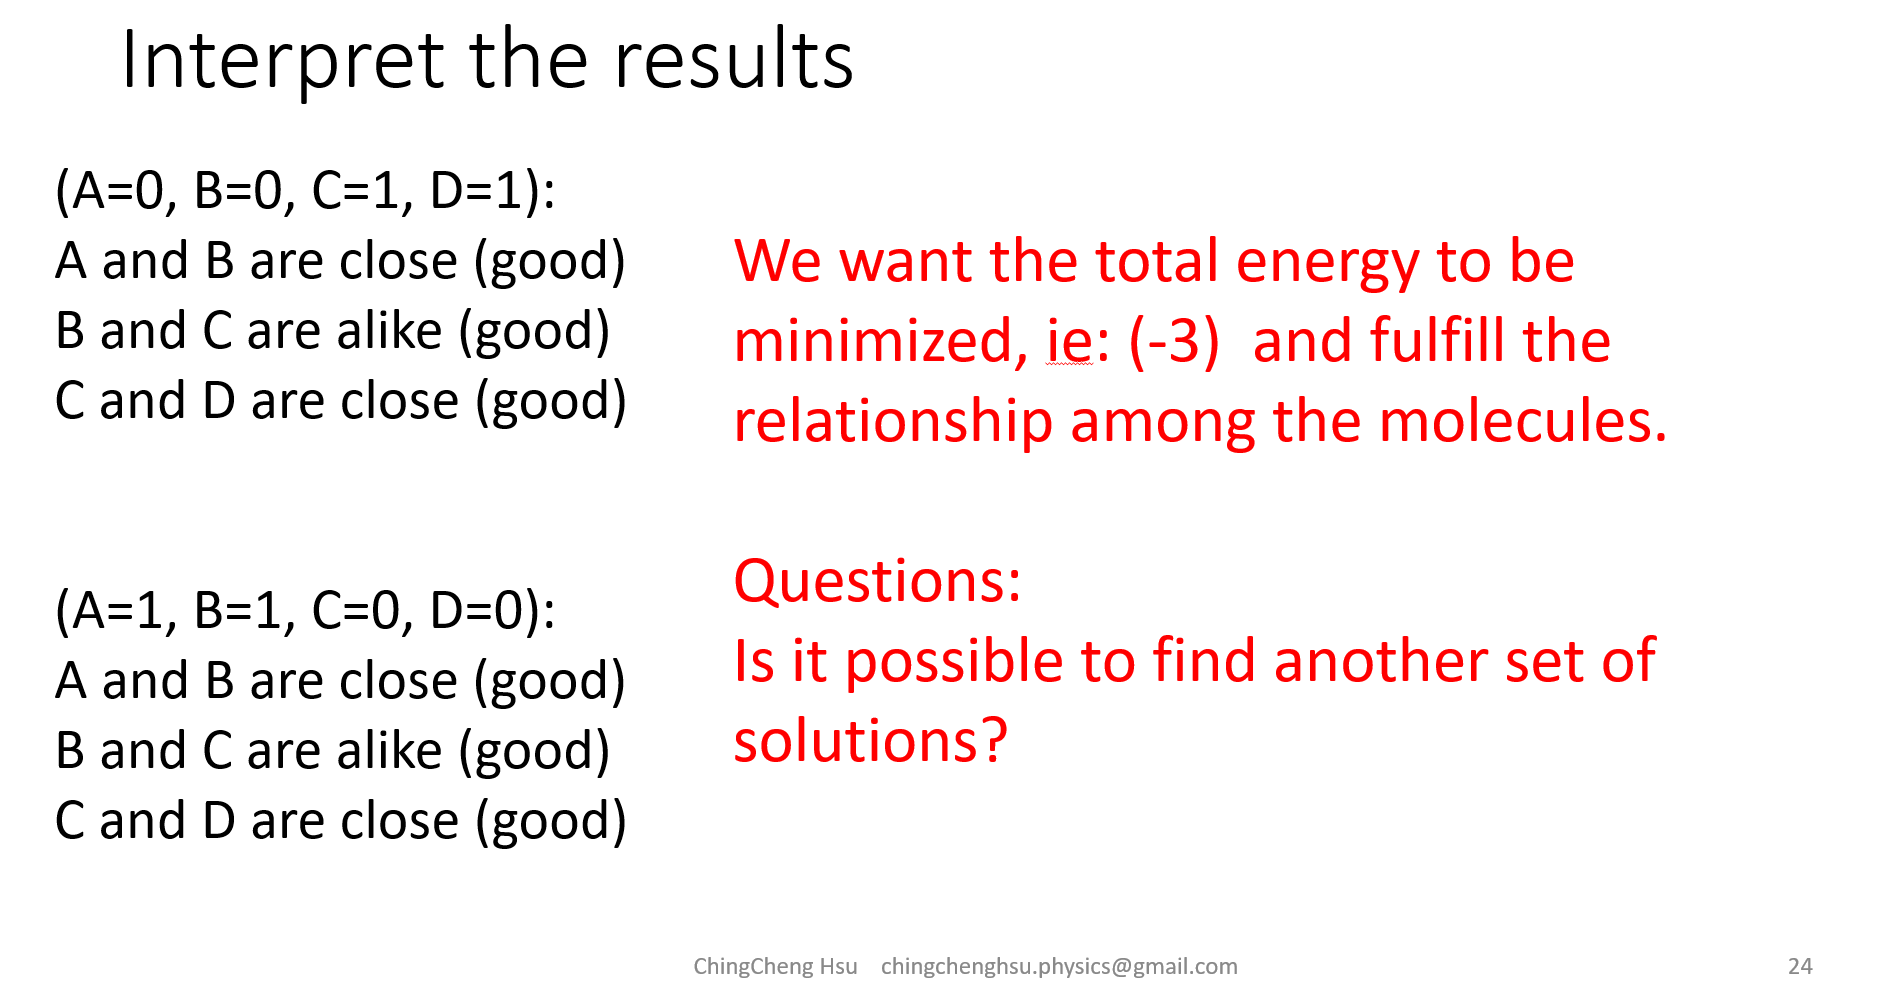 Interpret the results
(A=0, B=0, C=1, D=1):
A and B are close (good)
B and C are alike (good)
C and D are close (good)
(A=1, B=1, C=0, D=0):
A and B are close (good)
B and C are alike (good)
C and D are close (good)
We want the total energy to be
minimized, ie: (-3)  and fulfill the
relationship among the molecules.
Questions:
Is it possible to find another set of
solutions?
ChingCheng Hsu    chingchenghsu.physics@gmail.com
24